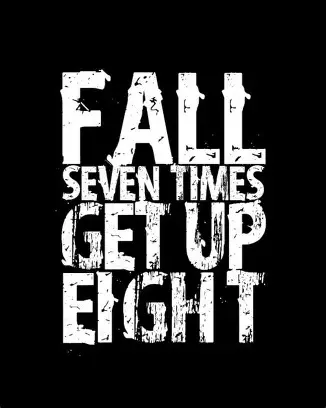 FALL
SEVEN TIMES
GET UP
EIGHT